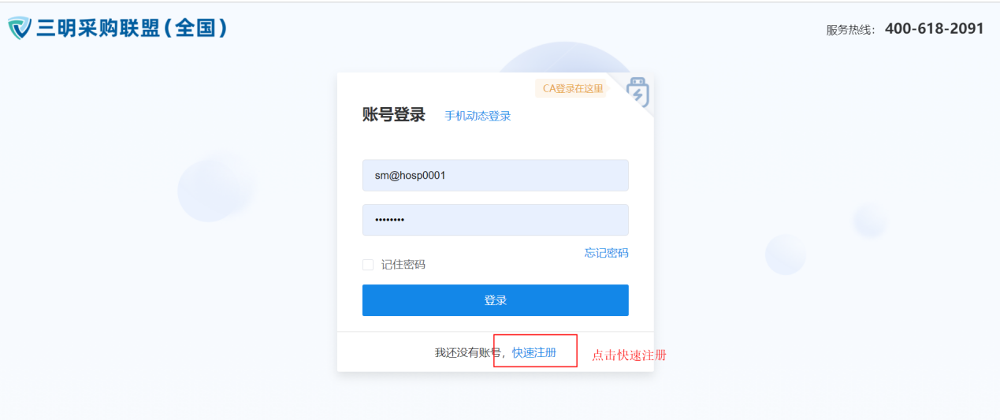 三明采购联盟(全国)
服务热线： 400-618-2091
CA登录在这里
账号登录 手机动态登录
sm@hosp0001
••••••••
忘记密码
记住密码
登录
我还没有账号，快速注册 点击快速注册